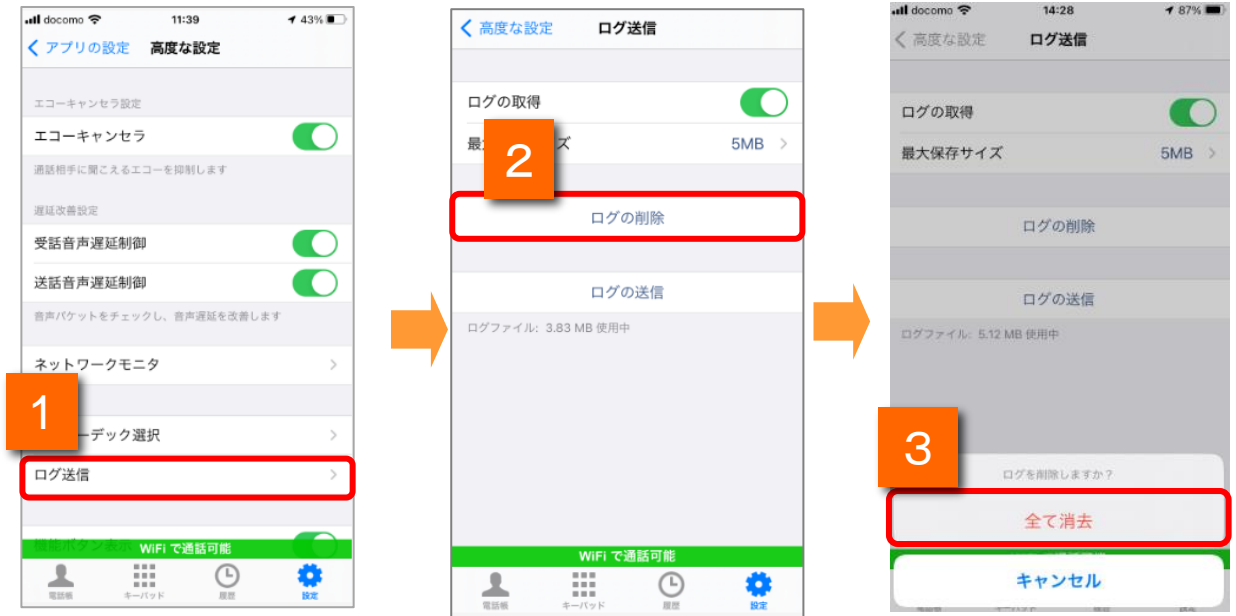 docomo 11:39 43%
アプリの設定 高度な設定
エコーキャンセラ設定
エコーキャンセラ
通話相手に聞こえるエコーを抑制します
遅延改善設定
受話音声遅延制御
送話音声遅延制御
音声パケットをチェックし、音声遅延を改善します
ネットワークモニタ
1
ーデック選択
ログ送信
機能ボタン表示 WiFi で通話可能
電話帳 キーパッド 履歴 設定
高度な設定 ログ送信
ログの取得
最 ズ 5MB
2
ログの削除
ログの送信
ログファイル: 3.83 MB 使用中
WiFi で通話可能
電話帳 キーパッド 履歴 設定
docomo 14:28 87%
高度な設定 ログ送信
ログの取得
最大保存サイズ 5MB
ログの削除
ログの送信
ログファイル: 5.12 MB 使用中
3
ログを削除しますか？
全て消去
キャンセル